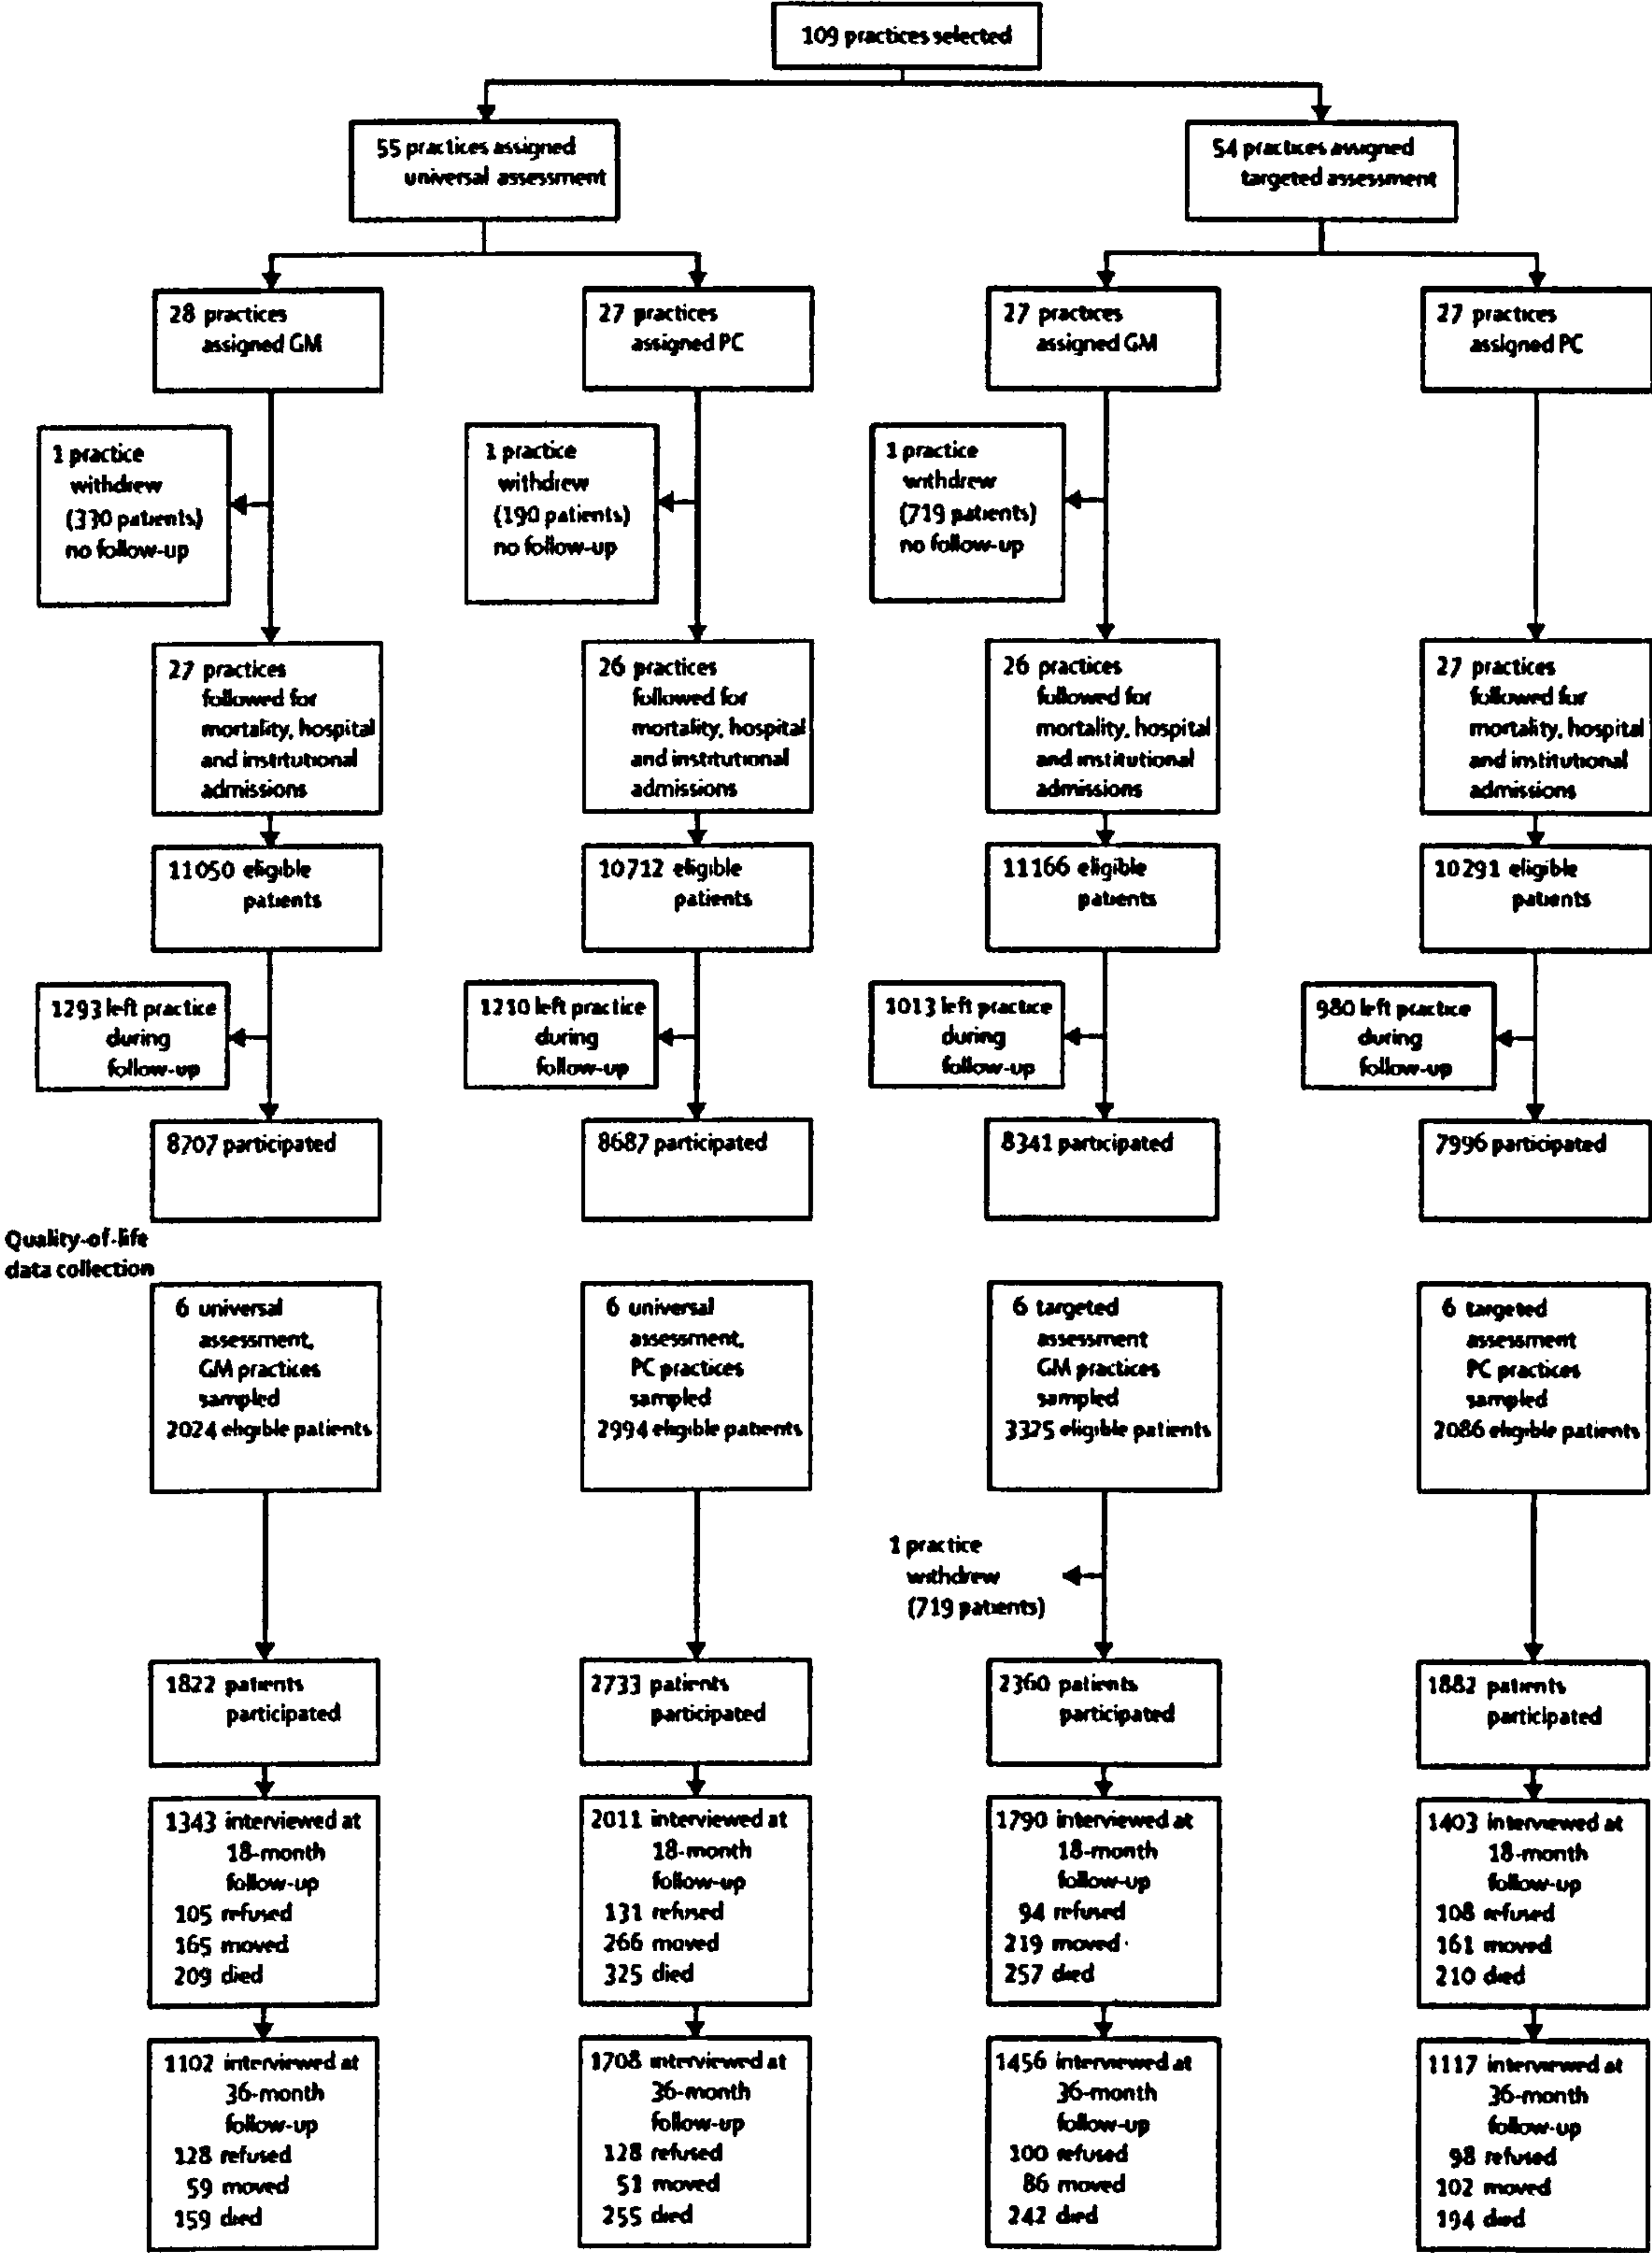 109 practices selected
55 practices assigned
universal assessment
54 practices assigned
targeted assessment
28 practices
assigned GM
27 practices
assigned PC
27 practices
assigned GM
27 practices
assigned PC
1 practice
withdrew
(330 patients)
no follow-up
1 practice
withdrew
(190 patients)
no follow-up
1 practice
withdrew
(719 patients)
no follow-up
27 practices
followed for
mortality, hospital
and institutional
admissions
26 practices
followed for
mortality, hospital
and institutional
admissions
26 practices
followed for
mortality, hospital
and institutional
admissions
27 practices
followed for
mortality, hospital
and institutional
admissions
11050 eligible
patients
10712 eligible
patients
11166 eligible
patients
10291 eligible
patients
1293 left practice
during
follow-up
1210 left practice
during
follow-up
1013 left practice
during
follow-up
980 left practice
during
follow-up
8707 participated
8687 participated
8341 participated
7996 participated
Quality-of-life
data collection
6 universal
assessment,
GM practices
sampled
2024 eligible patients
6 universal
assessment,
PC practices
sampled
2994 eligible patients
6 targeted
assessment
GM practices
sampled
3325 eligible patients
6 targeted
assessment
PC practices
sampled
2086 eligible patients
1 practice
withdrew
(719 patients)
1822 patients
participated
2733 patients
participated
2360 patients
participated
1882 patients
participated
1343 interviewed at
18-month
follow-up
105 refused
165 moved
209 died
2011 interviewed at
18-month
follow-up
131 refused
266 moved
325 died
1790 interviewed at
18-month
follow-up
94 refused
219 moved
257 died
1403 interviewed at
18-month
follow-up
108 refused
161 moved
210 died
1102 interviewed at
36-month
follow-up
128 refused
59 moved
159 died
1708 interviewed at
36-month
follow-up
128 refused
51 moved
255 died
1456 interviewed at
36-month
follow-up
100 refused
86 moved
242 died
1117 interviewed at
36-month
follow-up
98 refused
102 moved
194 died